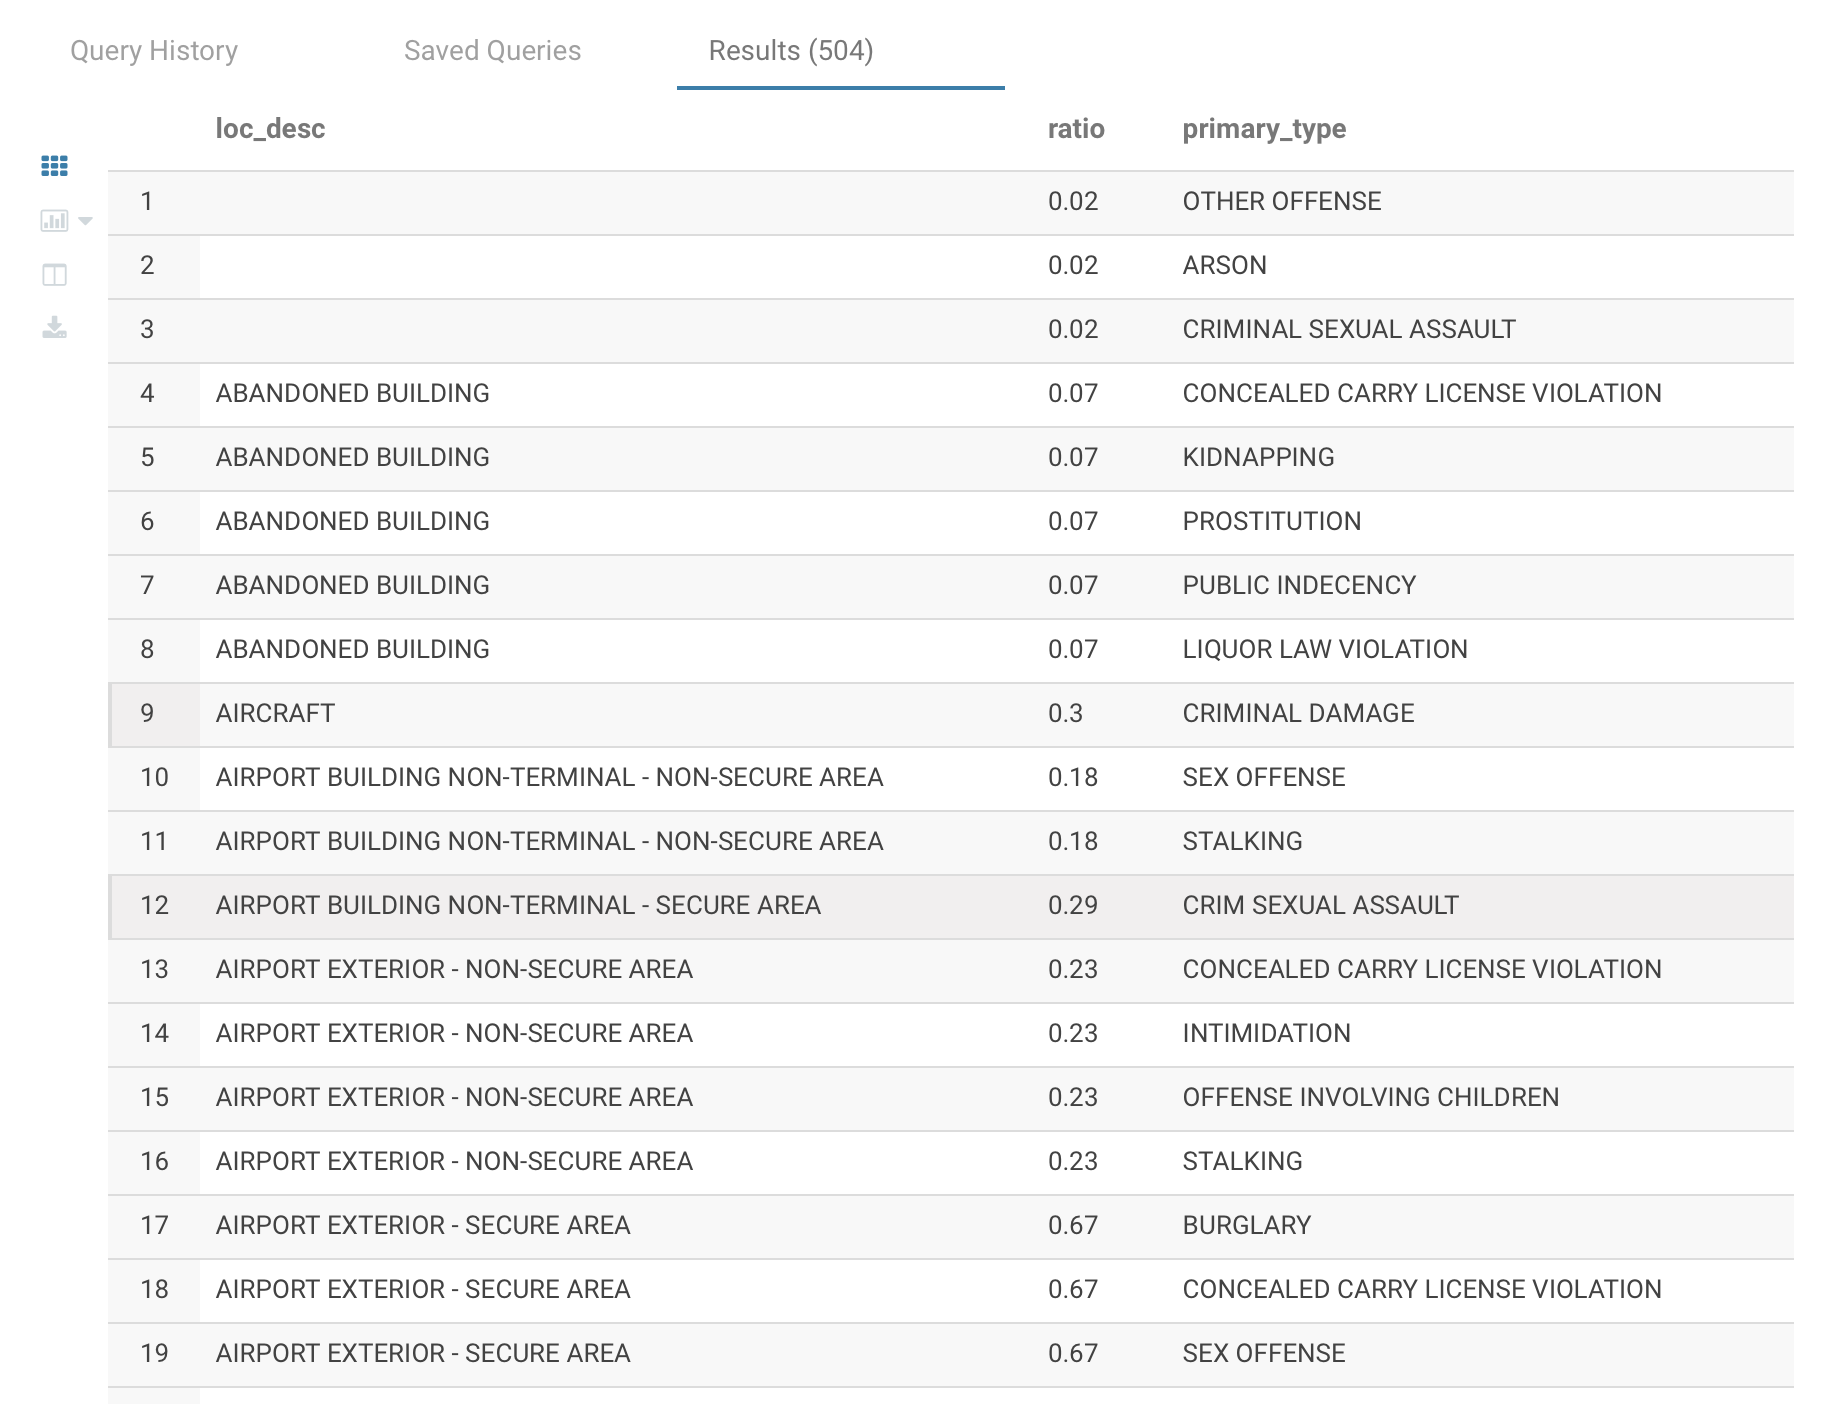 Query History Saved Queries Results (504)
loc_desc ratio primary_type
1 0.02 OTHER OFFENSE
2 0.02 ARSON
3 0.02 CRIMINAL SEXUAL ASSAULT
4 ABANDONED BUILDING 0.07 CONCEALED CARRY LICENSE VIOLATION
5 ABANDONED BUILDING 0.07 KIDNAPPING
6 ABANDONED BUILDING 0.07 PROSTITUTION
7 ABANDONED BUILDING 0.07 PUBLIC INDECENCY
8 ABANDONED BUILDING 0.07 LIQUOR LAW VIOLATION
9 AIRCRAFT 0.3 CRIMINAL DAMAGE
10 AIRPORT BUILDING NON-TERMINAL - NON-SECURE AREA 0.18 SEX OFFENSE
11 AIRPORT BUILDING NON-TERMINAL - NON-SECURE AREA 0.18 STALKING
12 AIRPORT BUILDING NON-TERMINAL - SECURE AREA 0.29 CRIM SEXUAL ASSAULT
13 AIRPORT EXTERIOR - NON-SECURE AREA 0.23 CONCEALED CARRY LICENSE VIOLATION
14 AIRPORT EXTERIOR - NON-SECURE AREA 0.23 INTIMIDATION
15 AIRPORT EXTERIOR - NON-SECURE AREA 0.23 OFFENSE INVOLVING CHILDREN
16 AIRPORT EXTERIOR - NON-SECURE AREA 0.23 STALKING
17 AIRPORT EXTERIOR - SECURE AREA 0.67 BURGLARY
18 AIRPORT EXTERIOR - SECURE AREA 0.67 CONCEALED CARRY LICENSE VIOLATION
19 AIRPORT EXTERIOR - SECURE AREA 0.67 SEX OFFENSE